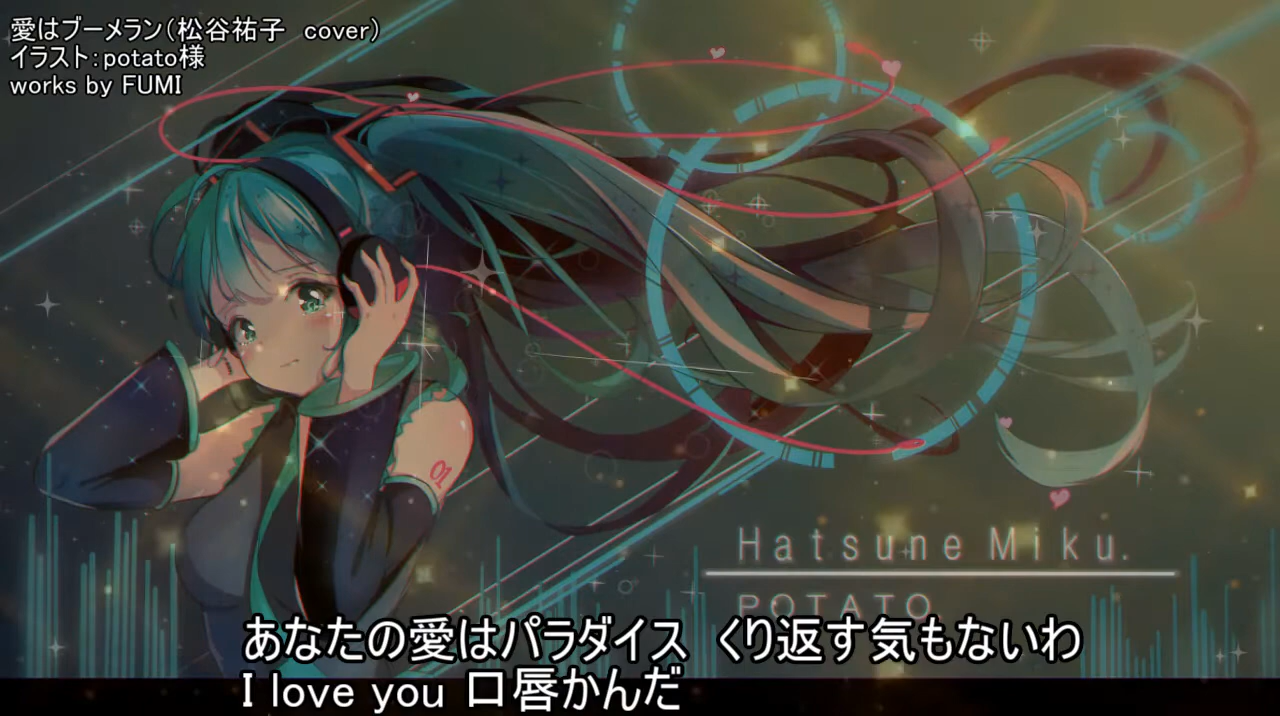 愛はブーメラン(松谷祐子 cover)
イラスト:potato様
works by FUMI
01
Hatsune Miku.
POTATO.
あなたの愛はパラダイス くり返す気もないわ
I love you 口唇かんだ